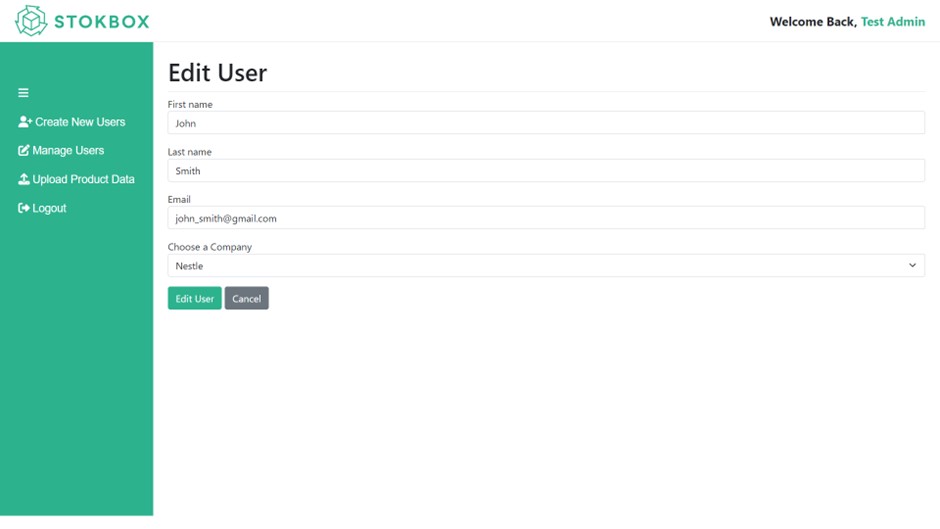 STOKBOX
Welcome Back, Test Admin
Create New Users
Manage Users
Upload Product Data
Logout
Edit User
First name
John
Last name
Smith
Email
john_smith@gmail.com
Choose a Company
Nestle
Edit User Cancel